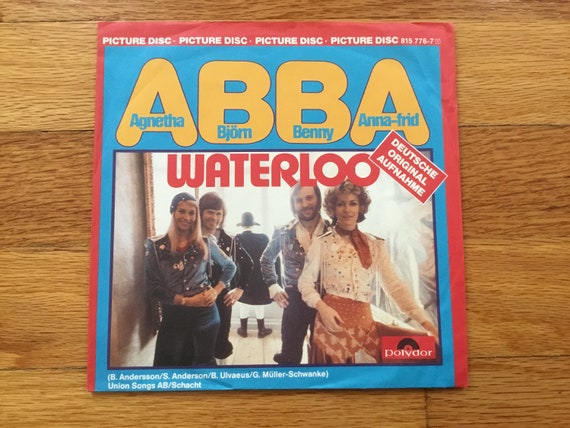 PICTURE DISC · PICTURE DISC · PICTURE DISC · PICTURE DISC 815 776-7
ABBA
Agnetha Björn Benny Anna-frid
WATERLOO
DEUTSCHE
ORIGINAL
AUFNAHME
polydor
(B. Andersson/S. Anderson/B. Ulvaeus/G. Müller-Schwanke)
Union Songs AB/Schacht